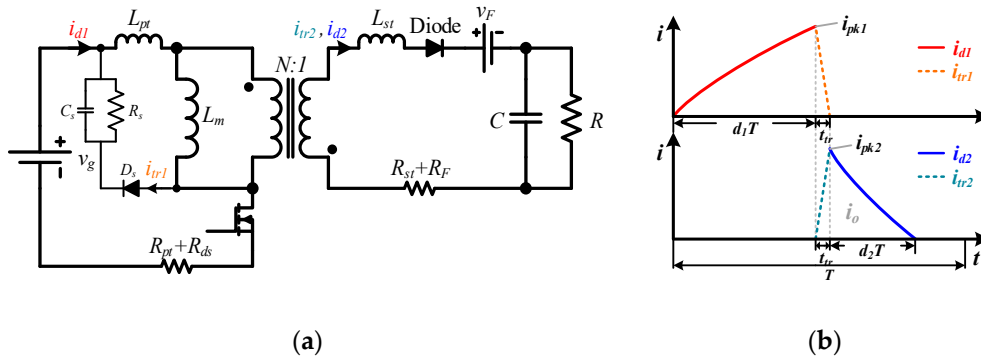 i_d1
L_pt
C_s
R_s
L_m
v_g
D_s
i_tr1
R_pt+R_ds
N:1
i_tr2 , i_d2
L_st
Diode
+ v_F -
C
R
R_st+R_F
(a)
i
i_pk1
i_d1
i_tr1
d_1T
t_tr
i
i_pk2
i_d2
i_tr2
i_o
t_tr
d_2T
T
t
(b)